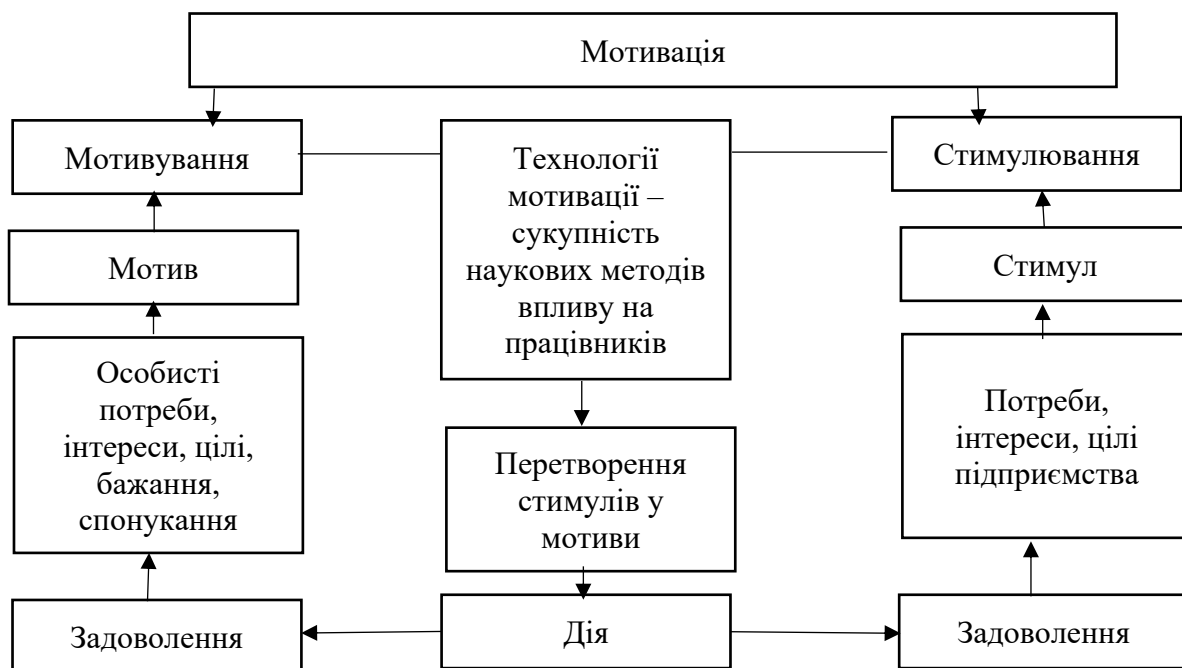 Мотивація
Мотивування
Технології
мотивації –
сукупність
наукових методів
впливу на
працівників
Стимулювання
Мотив
Стимул
Особисті
потреби,
інтереси, цілі,
бажання,
спонукання
Потреби,
інтереси, цілі
підприємства
Перетворення
стимулів у
мотиви
Задоволення
Дія
Задоволення